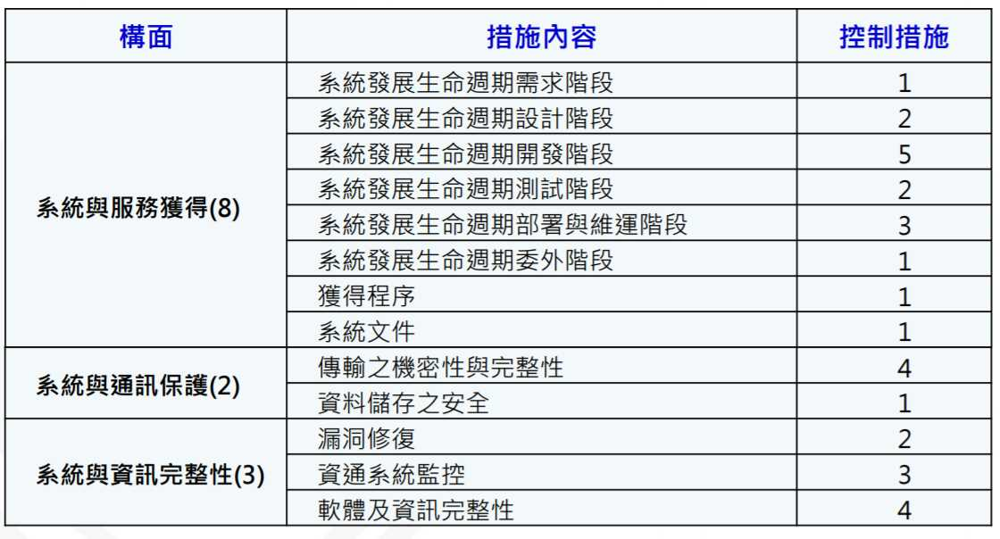 構面 措施內容 控制措施
系統與服務獲得(8)
系統發展生命週期需求階段 1
系統發展生命週期設計階段 2
系統發展生命週期開發階段 5
系統發展生命週期測試階段 2
系統發展生命週期部署與維運階段 3
系統發展生命週期委外階段 1
獲得程序 1
系統文件 1
系統與通訊保護(2)
傳輸之機密性與完整性 4
資料儲存之安全 1
系統與資訊完整性(3)
漏洞修復 2
資通系統監控 3
軟體及資訊完整性 4